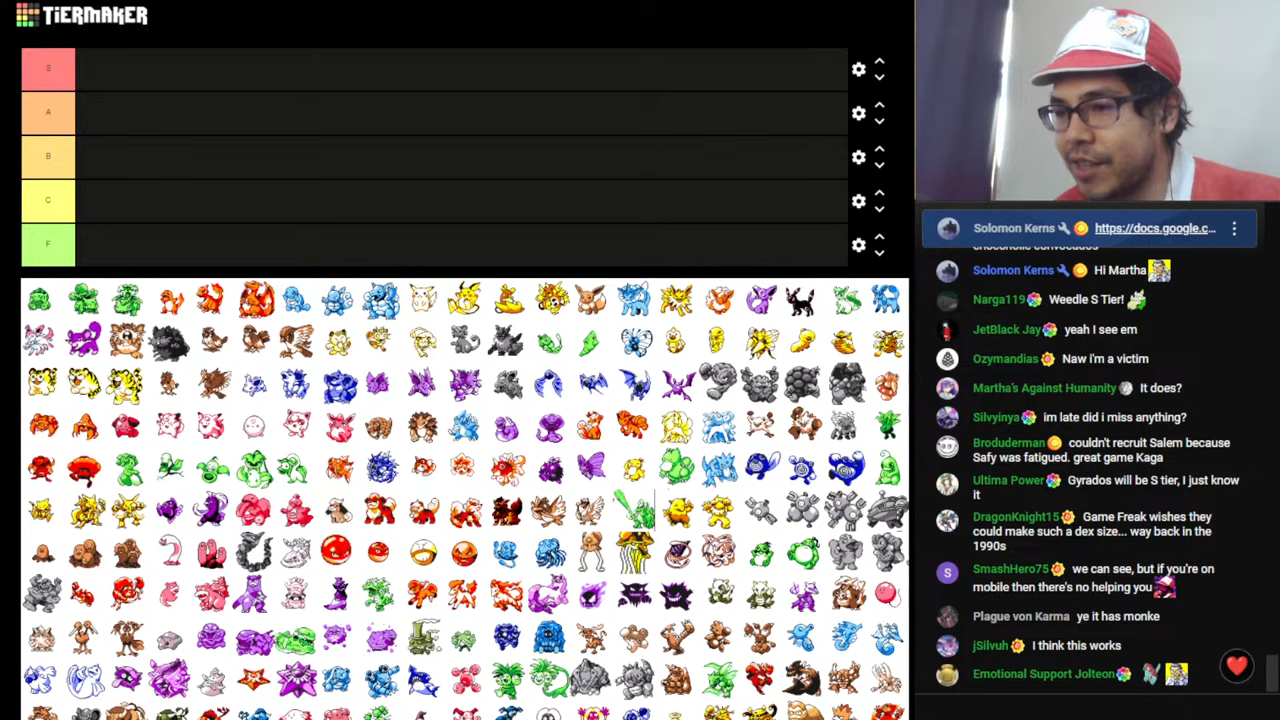 TiERMAKER
S
A
B
C
F
Solomon Kerns https://docs.google.c...
Solomon Kerns Hi Martha
Narga119 Weedle S Tier!
JetBlack Jay yeah I see em
Ozymandias Naw i'm a victim
Martha's Against Humanity It does?
Silvyinya im late did i miss anything?
Broduderman couldn't recruit Salem because
Safy was fatigued. great game Kaga
Ultima Power Gyrados will be S tier, I just know
it
DragonKnight15 Game Freak wishes they
could make such a dex size... way back in the
1990s
S SmashHero75 we can see, but if you're on
mobile then there's no helping you
Plague von Karma ye it has monke
jSilvuh I think this works
Emotional Support Jolteon